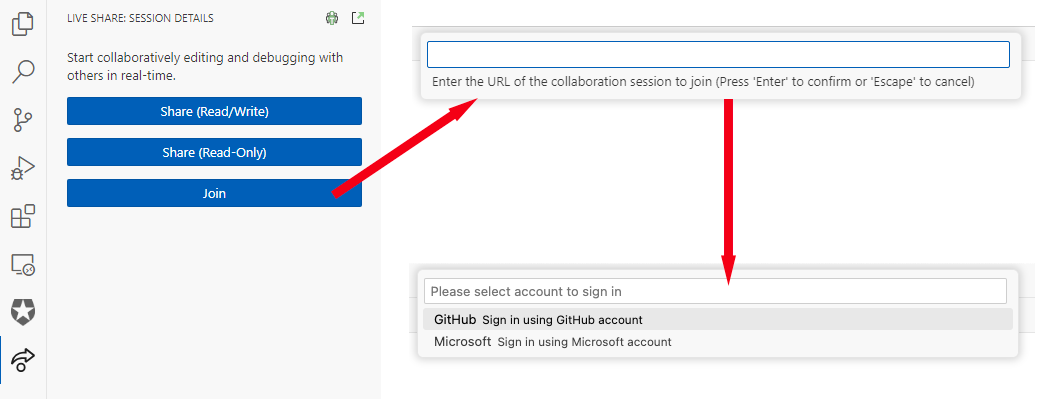 LIVE SHARE: SESSION DETAILS
Start collaboratively editing and debugging with
others in real-time.
Share (Read/Write)
Share (Read-Only)
Join
Enter the URL of the collaboration session to join (Press 'Enter' to confirm or 'Escape' to cancel)
Please select account to sign in
GitHub Sign in using GitHub account
Microsoft Sign in using Microsoft account